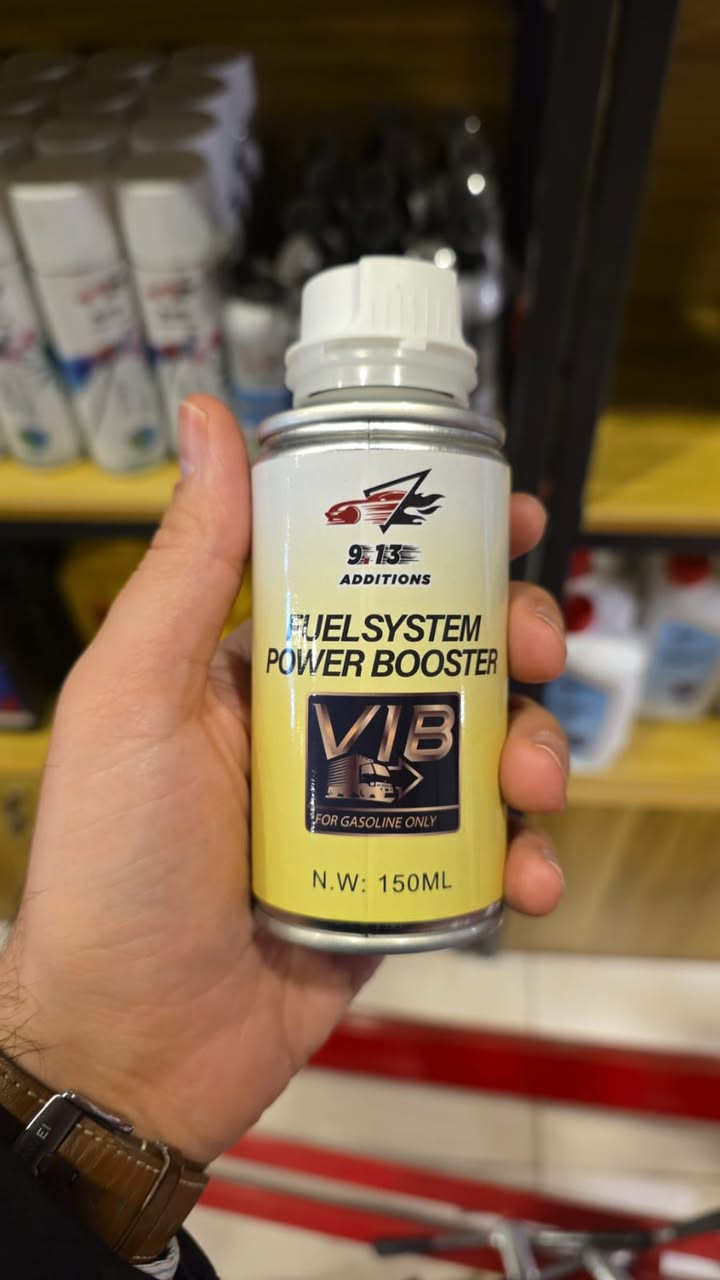 9.13
ADDITIONS
FUELSYSTEM
POWER BOOSTER
VIB
FOR GASOLINE ONLY
N.W: 150ML